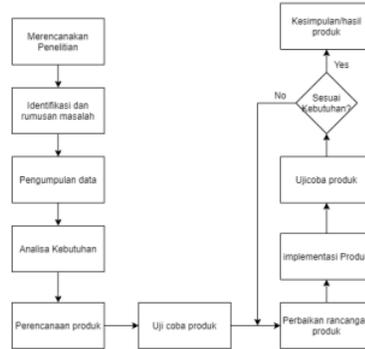 Merencanakan
Penelitian
Identifikasi dan
rumusan masalah
Pengumpulan data
Analisa Kebutuhan
Perencanaan produk
Uji coba produk
Perbaikan rancangan
produk
implementasi Produk
Ujicoba produk
Sesuai
Kebutuhan?
No
Yes
Kesimpulan/hasil
produk